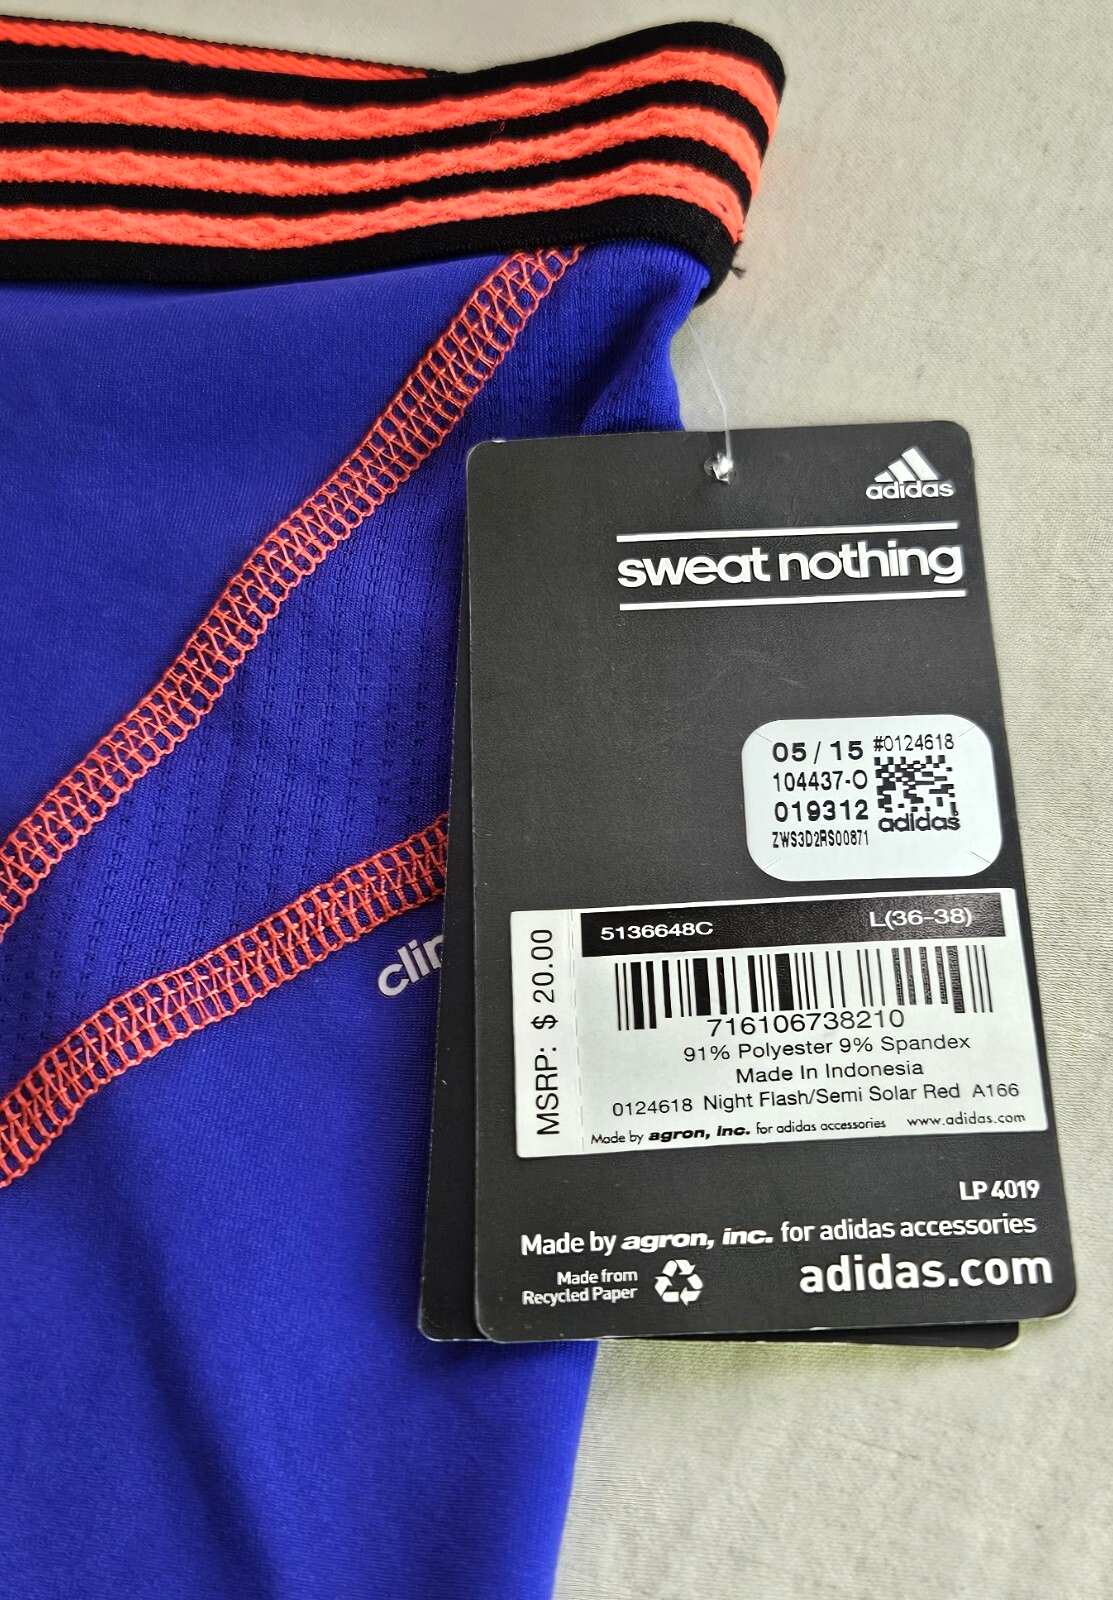 adidas
sweat nothing
05/15 #0124618
104437-O
019312
adidas
ZWS3D2RS00871
5136648C L(36-38)
MSRP: $ 20.00
716106738210
91% Polyester 9% Spandex
Made In Indonesia
0124618 Night Flash/Semi Solar Red A166
Made by agron, inc. for adidas accessories www.adidas.com
LP 4019
Made by agron, inc. for adidas accessories
Made from
Recycled Paper
adidas.com